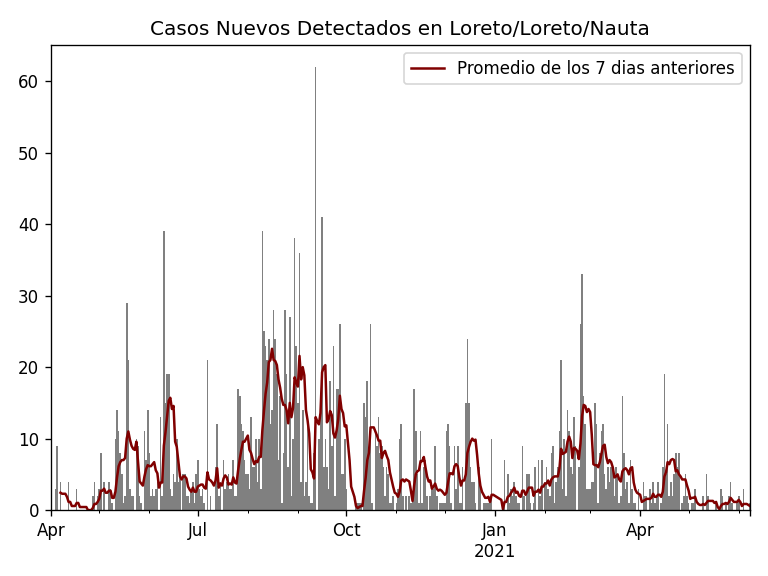 Casos Nuevos Detectados en Loreto/Loreto/Nauta
Promedio de los 7 dias anteriores
60
50
40
30
20
10
0
Apr Jul Oct Jan Apr
2021